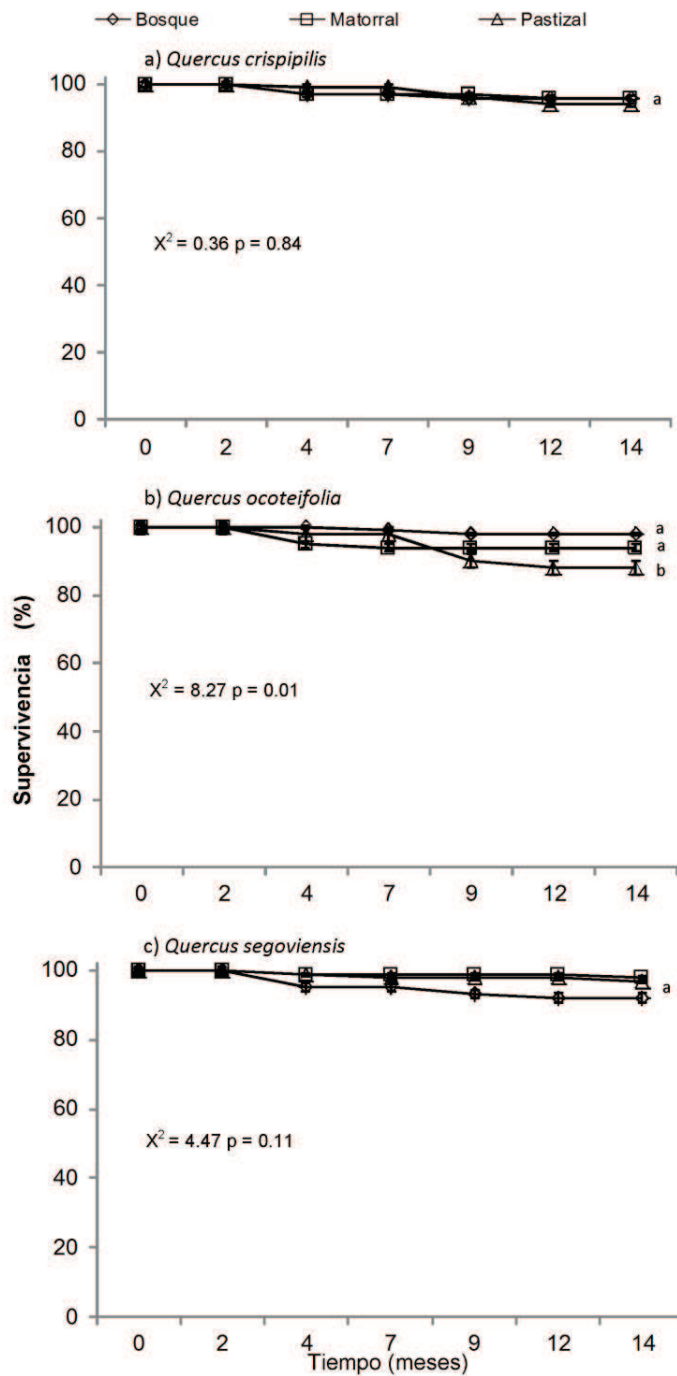 Bosque Matorral Pastizal
a) Quercus crispipilis
100
80
60
40
20
0
a
X² = 0.36 p = 0.84
0 2 4 7 9 12 14
b) Quercus ocoteifolia
100
80
60
40
20
0
a
a
b
X² = 8.27 p = 0.01
0 2 4 7 9 12 14
Supervivencia (%)
c) Quercus segoviensis
100
80
60
40
20
0
a
X² = 4.47 p = 0.11
0 2 4 7 9 12 14
Tiempo (meses)